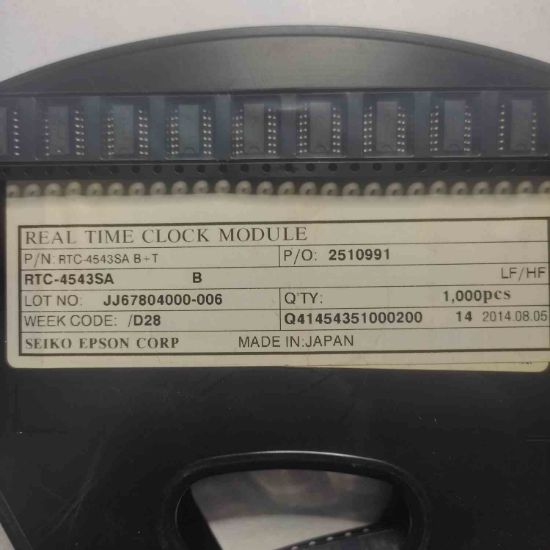 REAL TIME CLOCK MODULE
P/N: RTC-4543SA B+T P/O: 2510991
RTC-4543SA B LF/HF
LOT NO: JJ67804000-006 Q'TY: 1,000pcs
WEEK CODE: /D28 Q41454351000200 14 2014.08.05
SEIKO EPSON CORP MADE IN:JAPAN